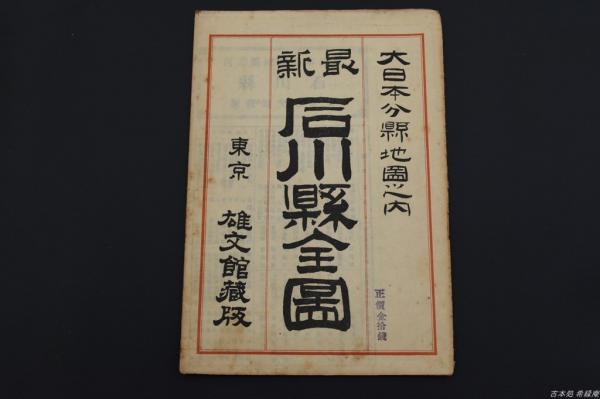 大日本分縣地圖之内
最新
石川縣全圖
東京
雄文館藏版
正價金拾錢
古本処 希縁庵